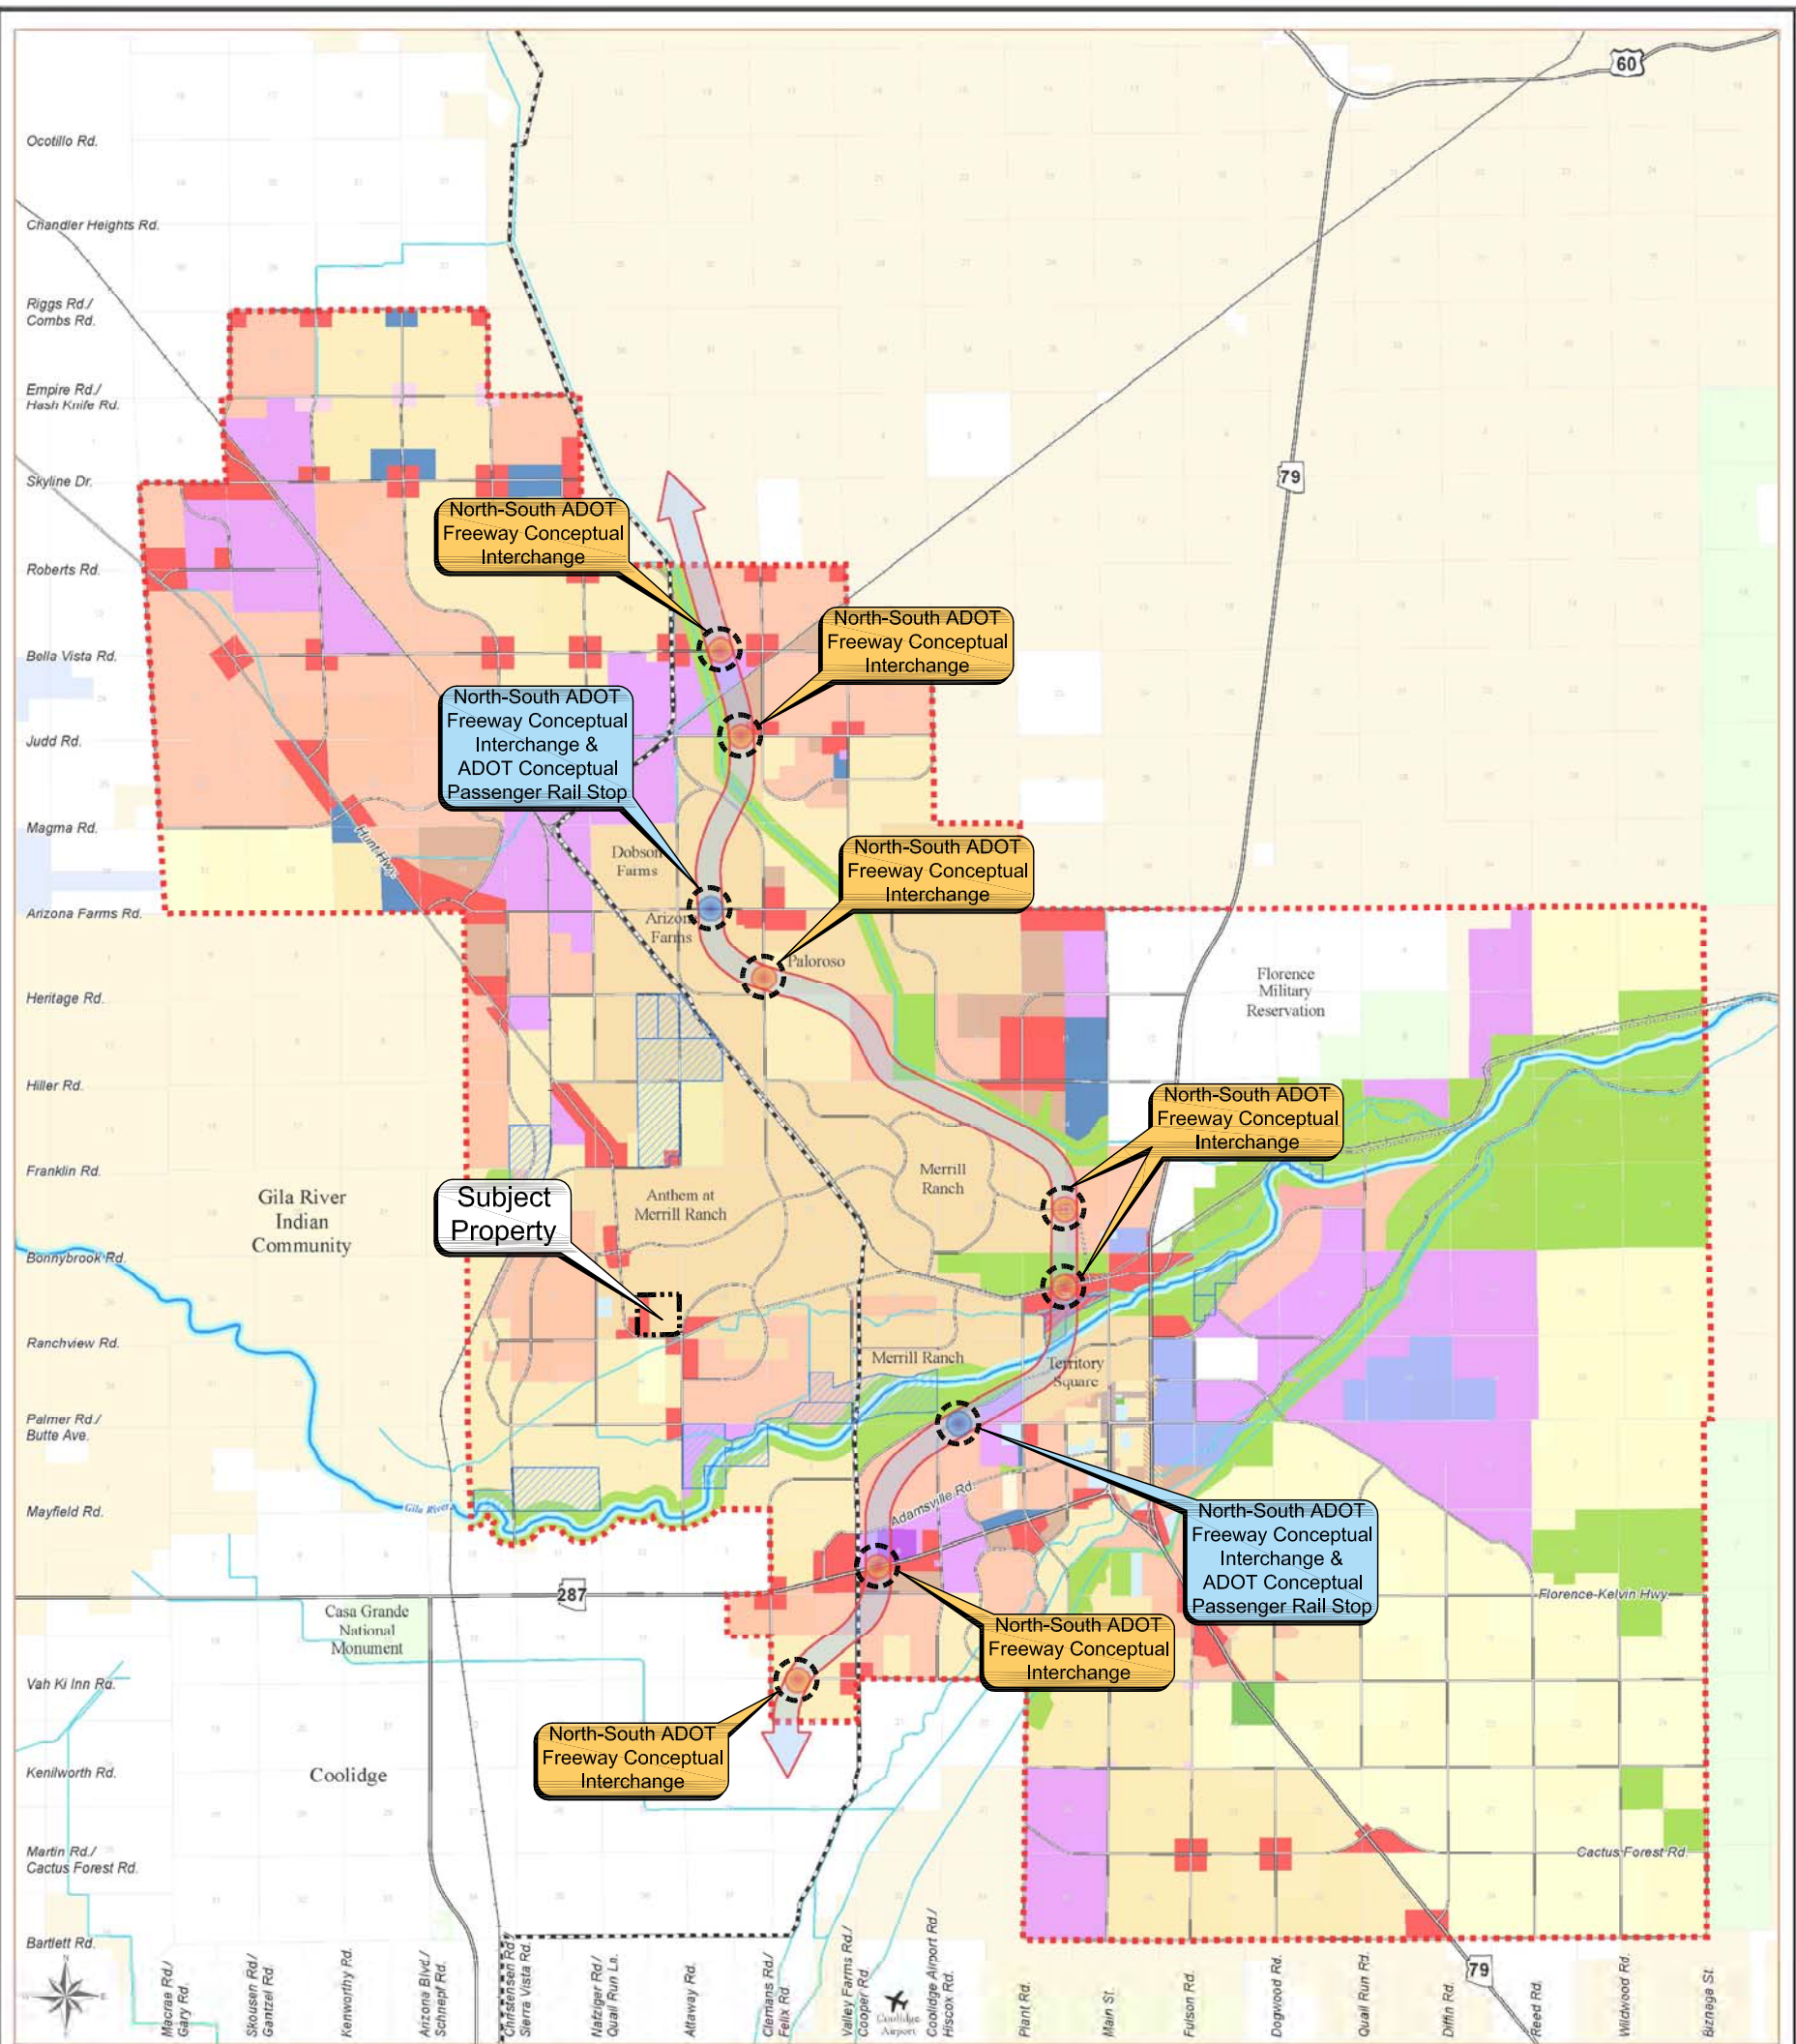 60
Ocotillo Rd.
Chandler Heights Rd.
Riggs Rd./
Combs Rd.
Empire Rd./
Hash Knife Rd.
Skyline Dr.
79
North-South ADOT
Freeway Conceptual
Interchange
Roberts Rd.
North-South ADOT
Freeway Conceptual
Interchange
Bella Vista Rd.
North-South ADOT
Freeway Conceptual
Interchange &
ADOT Conceptual
Passenger Rail Stop
Judd Rd.
Magma Rd.
Hunt Hwy.
Dobson
Farms
North-South ADOT
Freeway Conceptual
Interchange
Arizona Farms Rd.
Arizona
Farms
Paloroso
Florence
Military
Reservation
Heritage Rd.
Hiller Rd.
North-South ADOT
Freeway Conceptual
Interchange
Franklin Rd.
Merrill
Ranch
Gila River
Indian
Community
Subject
Property
Anthem at
Merrill Ranch
Bonnybrook Rd.
Ranchview Rd.
Merrill Ranch
Territory
Square
Palmer Rd./
Butte Ave.
Mayfield Rd.
Gila River
Adamsville Rd.
North-South ADOT
Freeway Conceptual
Interchange &
ADOT Conceptual
Passenger Rail Stop
287
Florence-Kelvin Hwy.
Casa Grande
National
Monument
North-South ADOT
Freeway Conceptual
Interchange
Vah Ki Inn Rd.
North-South ADOT
Freeway Conceptual
Interchange
Kenilworth Rd.
Coolidge
Martin Rd./
Cactus Forest Rd.
Cactus Forest Rd.
Bartlett Rd.
79
Macrae Rd./
Gary Rd.
Skousen Rd./
Gantzel Rd.
Kenworthy Rd.
Arizona Blvd./
Schnepf Rd.
Christensen Rd./
Sierra Vista Rd.
Natziger Rd./
Quail Run Ln.
Attaway Rd.
Clemans Rd./
Felix Rd.
Valley Farms Rd./
Cooper Rd.
Coolidge
Airport
Coolidge Airport Rd./
Hiscox Rd.
Plant Rd.
Main St.
Fulson Rd.
Dogwood Rd.
Quail Run Rd.
Diffin Rd.
Reed Rd.
Wildwood Rd.
Biznaga St.